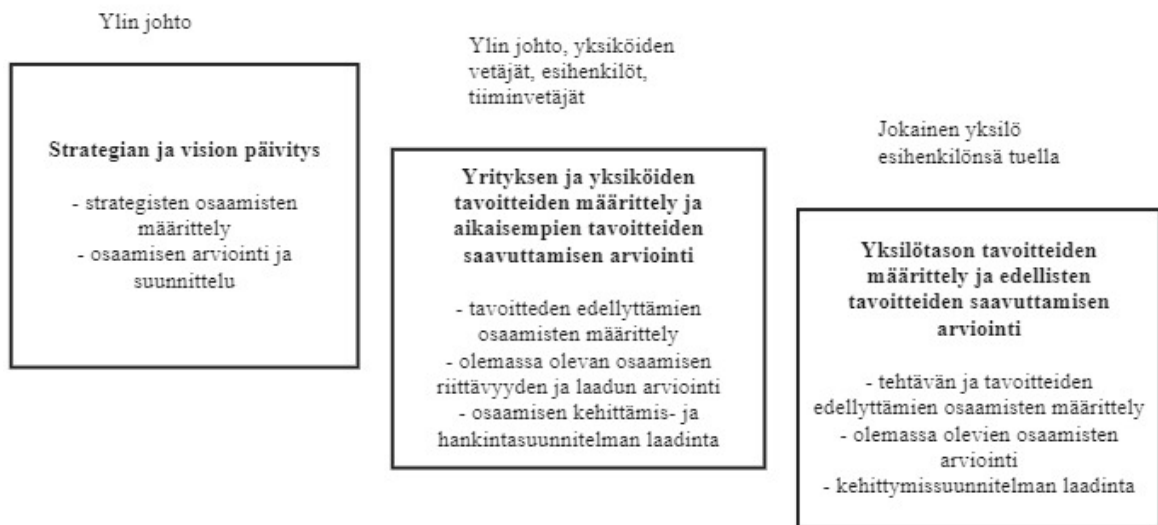 Ylin johto
Strategian ja vision päivitys
- strategisten osaamisten
määrittely
- osaamisen arviointi ja
suunnittelu
Ylin johto, yksiköiden
vetäjät, esihenkilöt,
tiiminvetäjät
Yrityksen ja yksiköiden
tavoitteiden määrittely ja
aikaisempien tavoitteiden
saavuttamisen arviointi
- tavoitteden edellyttämien
osaamisten määrittely
- olemassa olevan osaamisen
riittävyyden ja laadun arviointi
- osaamisen kehittämis- ja
hankintasuunnitelman laadinta
Jokainen yksilö
esihenkilönsä tuella
Yksilötason tavoitteiden
määrittely ja edellisten
tavoitteiden saavuttamisen
arviointi
- tehtävän ja tavoitteiden
edellyttämien osaamisten määrittely
- olemassa olevien osaamisten
arviointi
- kehittymissuunnitelman laadinta